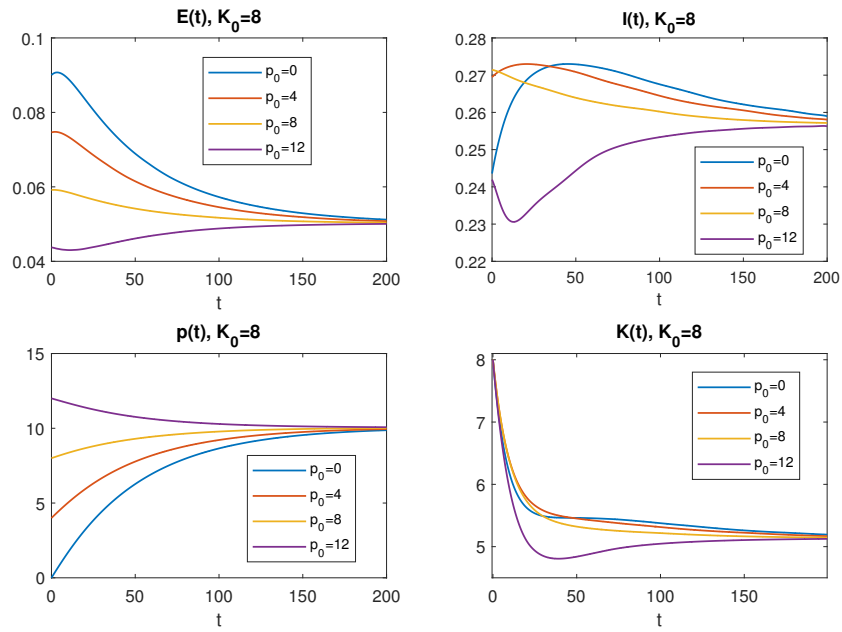 E(t), K₀=8
0.1
0.08
0.06
0.04
0
50
100
150
200
t
p₀=0
p₀=4
p₀=8
p₀=12
I(t), K₀=8
0.28
0.27
0.26
0.25
0.24
0.23
0.22
0
50
100
150
200
t
p₀=0
p₀=4
p₀=8
p₀=12
p(t), K₀=8
15
10
5
0
0
50
100
150
200
t
p₀=0
p₀=4
p₀=8
p₀=12
K(t), K₀=8
8
7
6
5
0
50
100
150
t
p₀=0
p₀=4
p₀=8
p₀=12